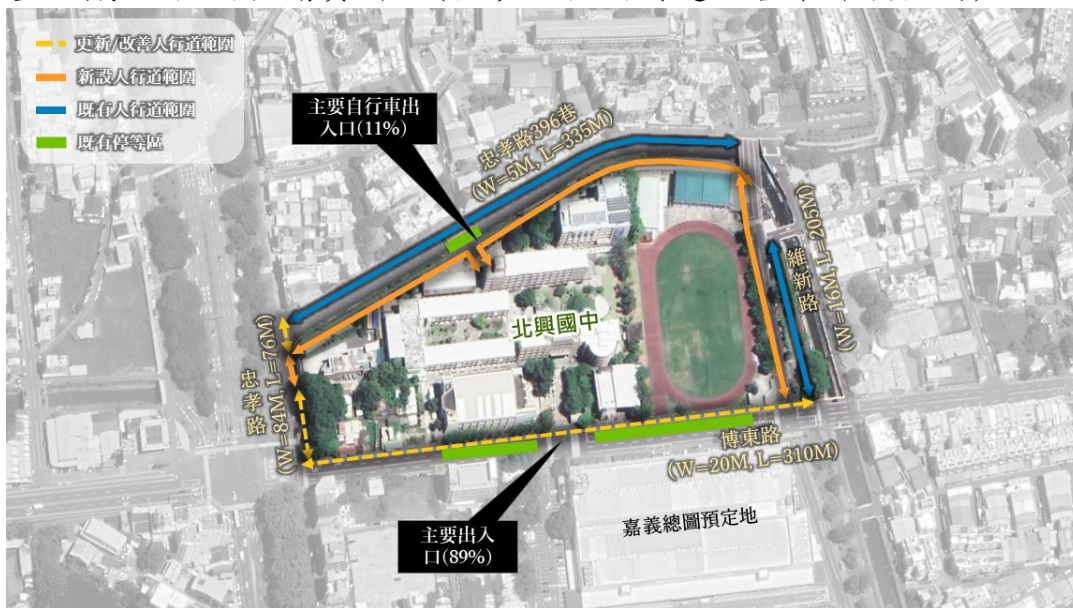 更新/改善人行道範圍
新設人行道範圍
既有人行道範圍
既有停等區
主要自行車出
入口(11%)
忠孝路396巷
(W=5M, L=335M)
維新路
(W=16M, L=205M)
北興國中
忠孝路
(W=84M, L=76M)
博東路
(W=20M, L=310M)
主要出入
口(89%)
嘉義總圖預定地